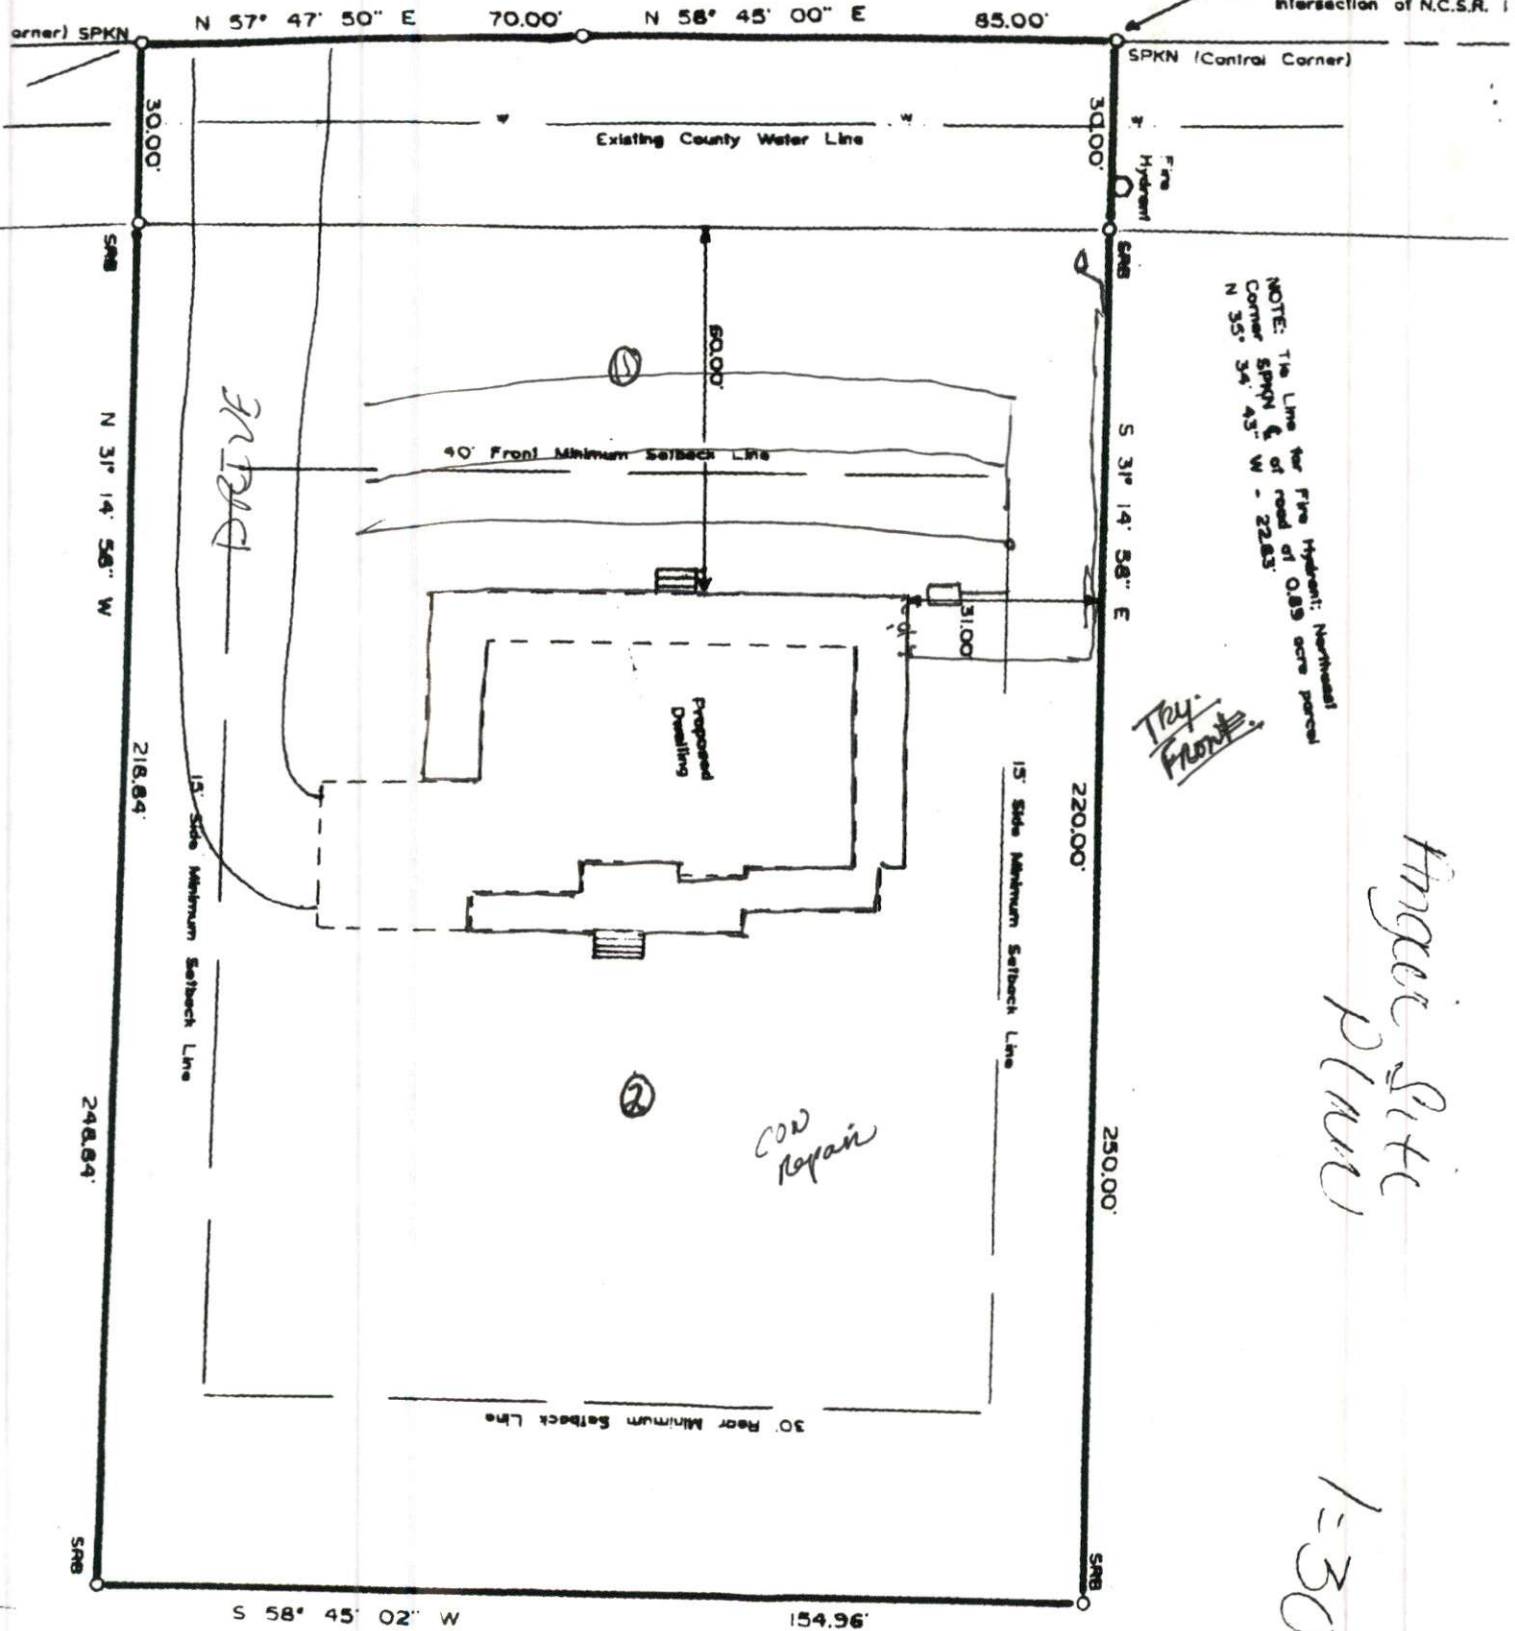 N 57° 47' 50" E 70.00' N 58° 45' 00" E 85.00'
Intersection of N.C.S.R.
orner) SPKN
SPKN (Control Corner)
30.00'
30.00'
W W W
Existing County Water Line
Fire
Hydrant
SRB
SRB
NOTE: Tie Line for Fire Hydrant: Northeast
Corner SPKN & ℄ of road of 0.89 acre parcel
N 35° 34' 43" W - 22.83'
60.00'
1
40' Front Minimum Setback Line
N 31° 14' 58" W
S 31° 14' 58" E
31.00'
Proposed
Dwelling
Try.
Front.
218.84'
220.00'
15' Side Minimum Setback Line
15' Side Minimum Setback Line
Site
Plan
2
CON
Repair
248.84'
250.00'
30' Rear Minimum Setback Line
1=30
SRB
SRB
S 58° 45' 02" W 154.96'